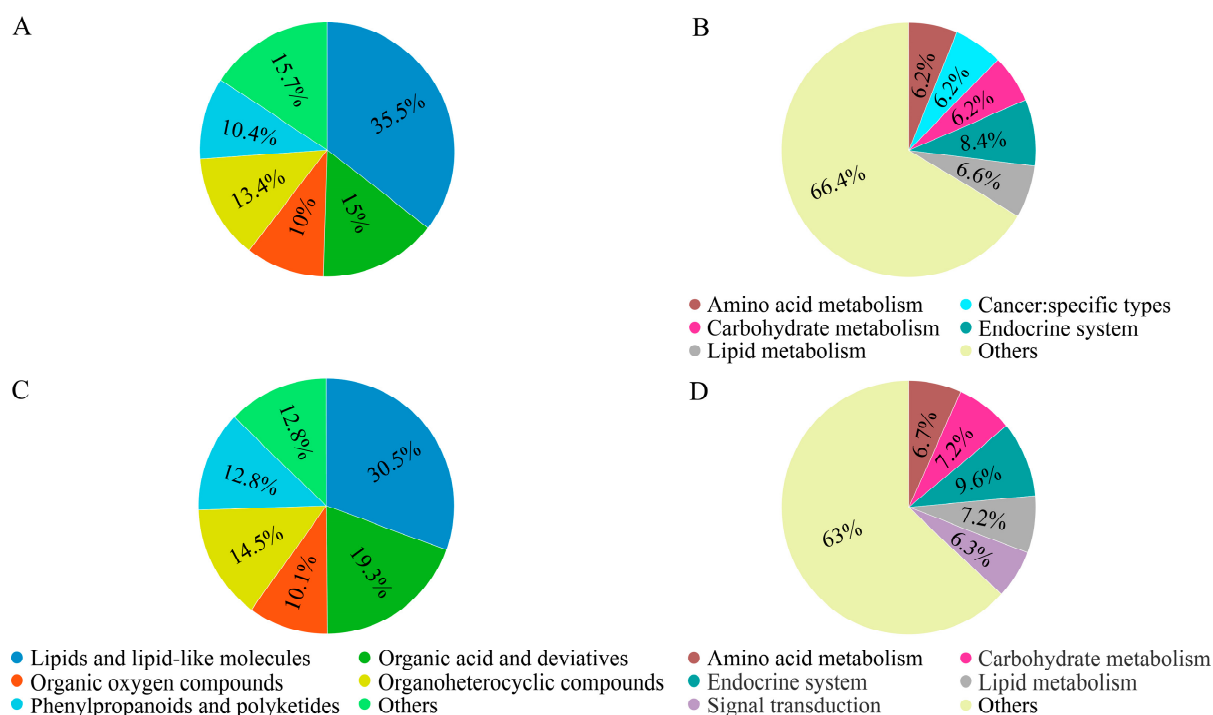 A
35.5%
15%
10%
13.4%
10.4%
15.7%
B
6.2%
6.2%
6.2%
8.4%
6.6%
66.4%
Amino acid metabolism
Cancer:specific types
Carbohydrate metabolism
Endocrine system
Lipid metabolism
Others
C
30.5%
19.3%
10.1%
14.5%
12.8%
12.8%
Lipids and lipid-like molecules
Organic acid and deviatives
Organic oxygen compounds
Organoheterocyclic compounds
Phenylpropanoids and polyketides
Others
D
6.7%
7.2%
9.6%
7.2%
6.3%
63%
Amino acid metabolism
Carbohydrate metabolism
Endocrine system
Lipid metabolism
Signal transduction
Others